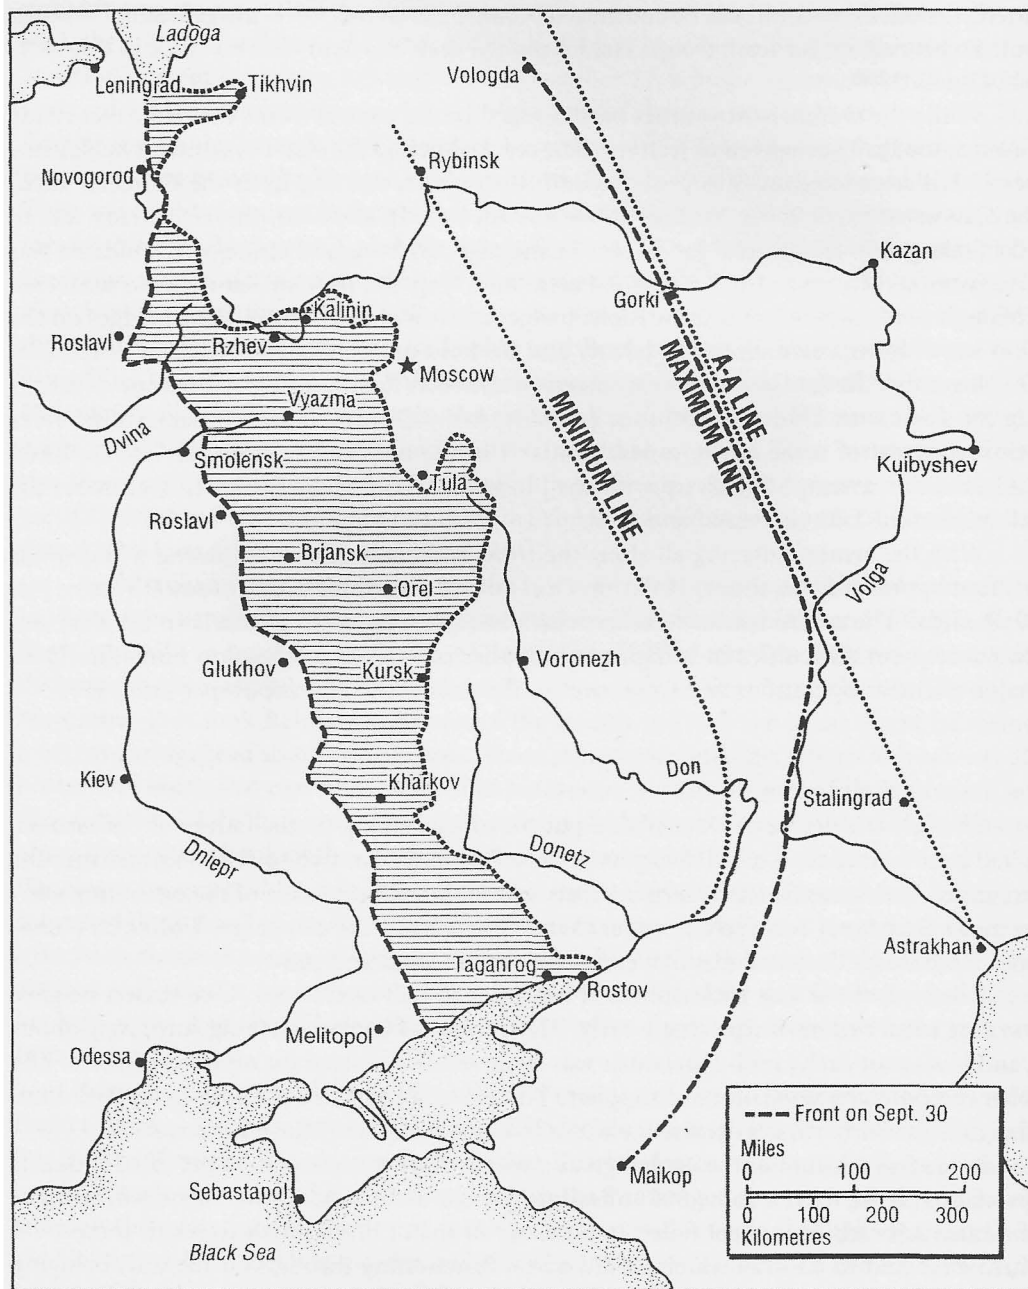 Ladoga
Leningrad
Tikhvin
Vologda
Novogorod
Rybinsk
Kazan
Gorki
Kalinin
Roslavl
Rzhev
Moscow
A-A LINE
MAXIMUM LINE
MINIMUM LINE
Vyazma
Dvina
Smolensk
Kuibyshev
Tula
Roslavl
Brjansk
Orel
Volga
Glukhov
Kursk
Voronezh
Kiev
Kharkov
Don
Stalingrad
Dniepr
Donetz
Astrakhan
Taganrog
Rostov
Melitopol
Odessa
Malkop
Sebastapol
Black Sea
Front on Sept. 30
Miles
0 100 200
0 100 200 300
Kilometres